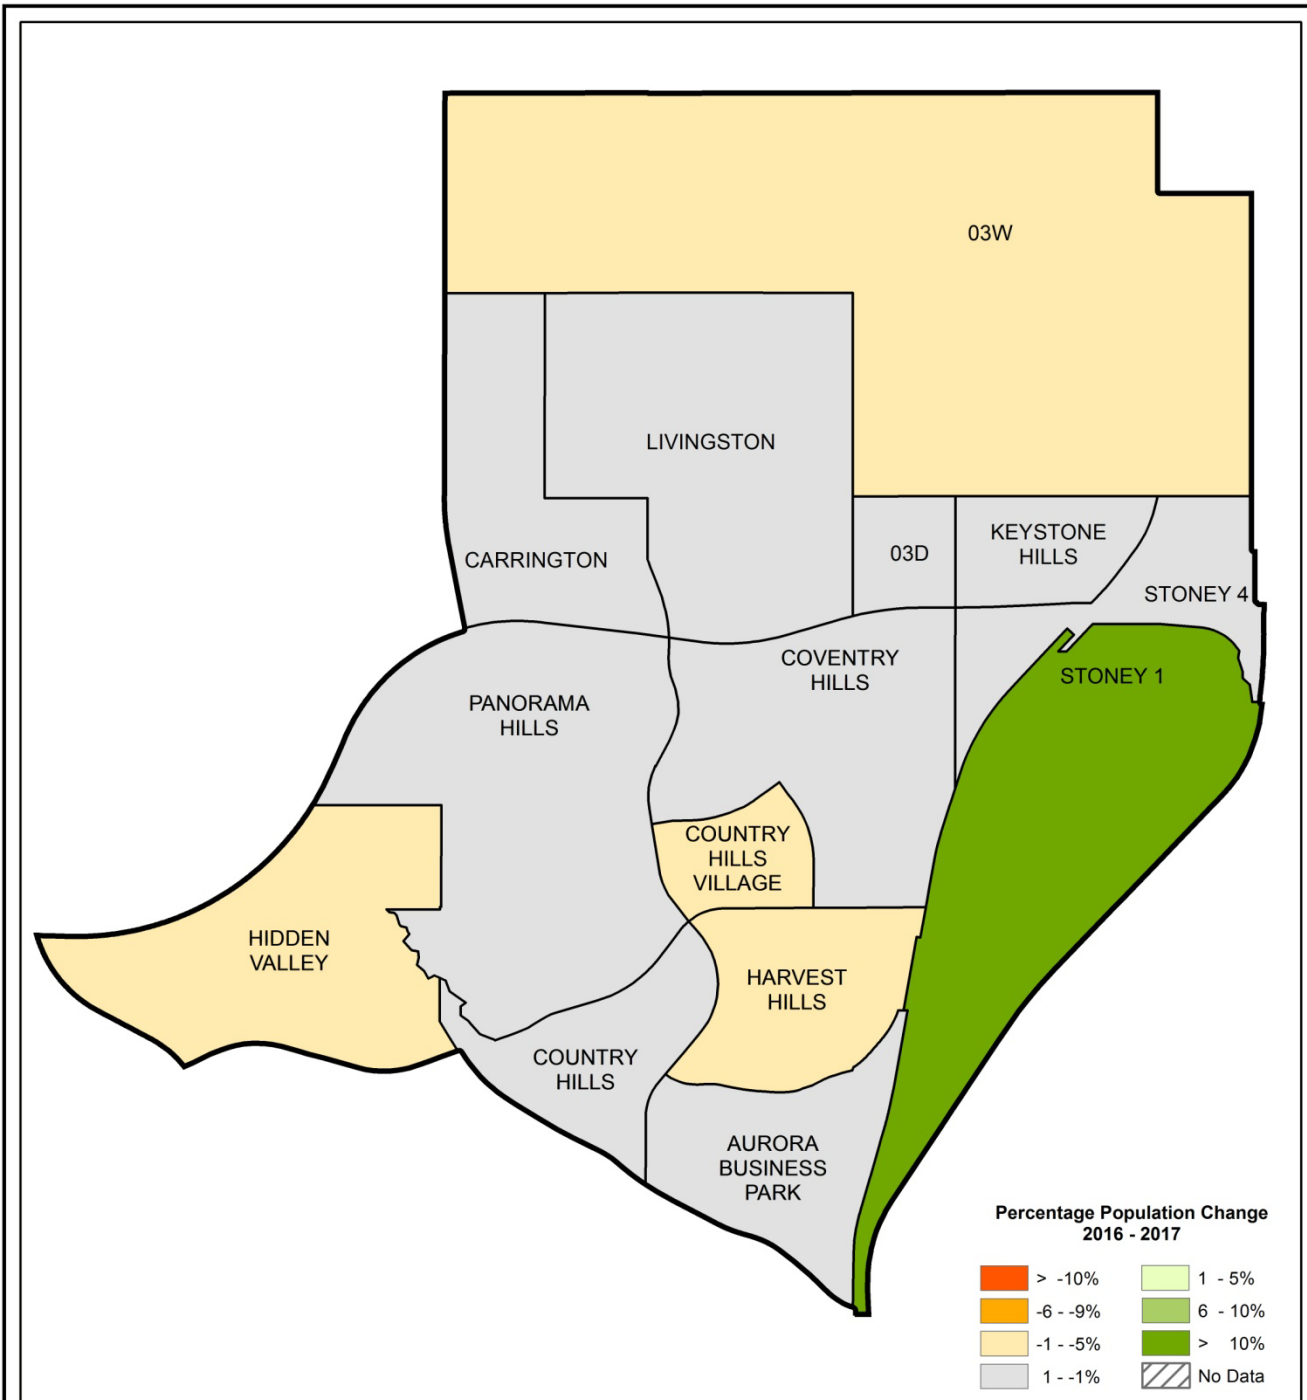 03W
LIVINGSTON
KEYSTONE
HILLS
03D
CARRINGTON
STONEY 4
COVENTRY
HILLS
STONEY 1
PANORAMA
HILLS
COUNTRY
HILLS
VILLAGE
HIDDEN
VALLEY
HARVEST
HILLS
COUNTRY
HILLS
AURORA
BUSINESS
PARK
Percentage Population Change
2016 - 2017
> -10%
-6 - -9%
-1 - -5%
1 - -1%
1 - 5%
6 - 10%
> 10%
No Data